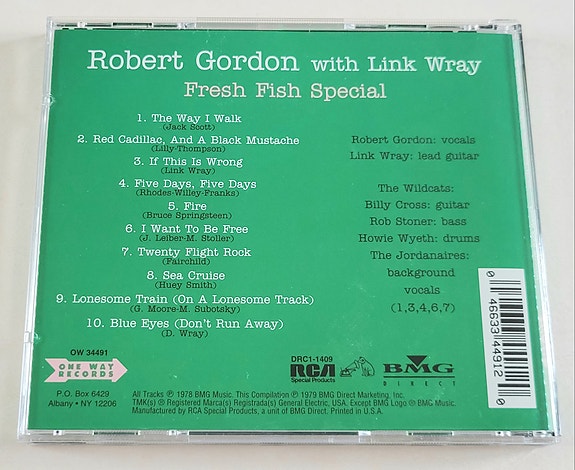 Robert Gordon with Link Wray
Fresh Fish Special
1. The Way I Walk
(Jack Scott)
2. Red Cadillac, And A Black Mustache
(Lilly-Thompson)
3. If This Is Wrong
(Link Wray)
4. Five Days, Five Days
(Rhodes-Willey-Franks)
5. Fire
(Bruce Springsteen)
6. I Want To Be Free
(J. Leiber-M. Stoller)
7. Twenty Flight Rock
(Fairchild)
8. Sea Cruise
(Huey Smith)
9. Lonesome Train (On A Lonesome Track)
(G. Moore-M. Subotsky)
10. Blue Eyes (Don't Run Away)
(D. Wray)
Robert Gordon: vocals
Link Wray: lead guitar
The Wildcats:
Billy Cross: guitar
Rob Stoner: bass
Howie Wyeth: drums
The Jordanaires:
background
vocals
(1,3,4,6,7)
0 46633 44912 0
OW 34491
ONE WAY
RECORDS
P.O. Box 6429
Albany • NY 12206
DRC1-1409
RCA
Special Products
BMG
DIRECT
All Tracks ℗ 1978 BMG Music. This Compilation ℗ 1979 BMG Direct Marketing, Inc.
TMK(s) ® Registered Marca(s) Registrada(s) General Electric, USA. Except BMG Logo ® BMG Music.
Manufactured by RCA Special Products, a unit of BMG Direct. Printed in U.S.A.